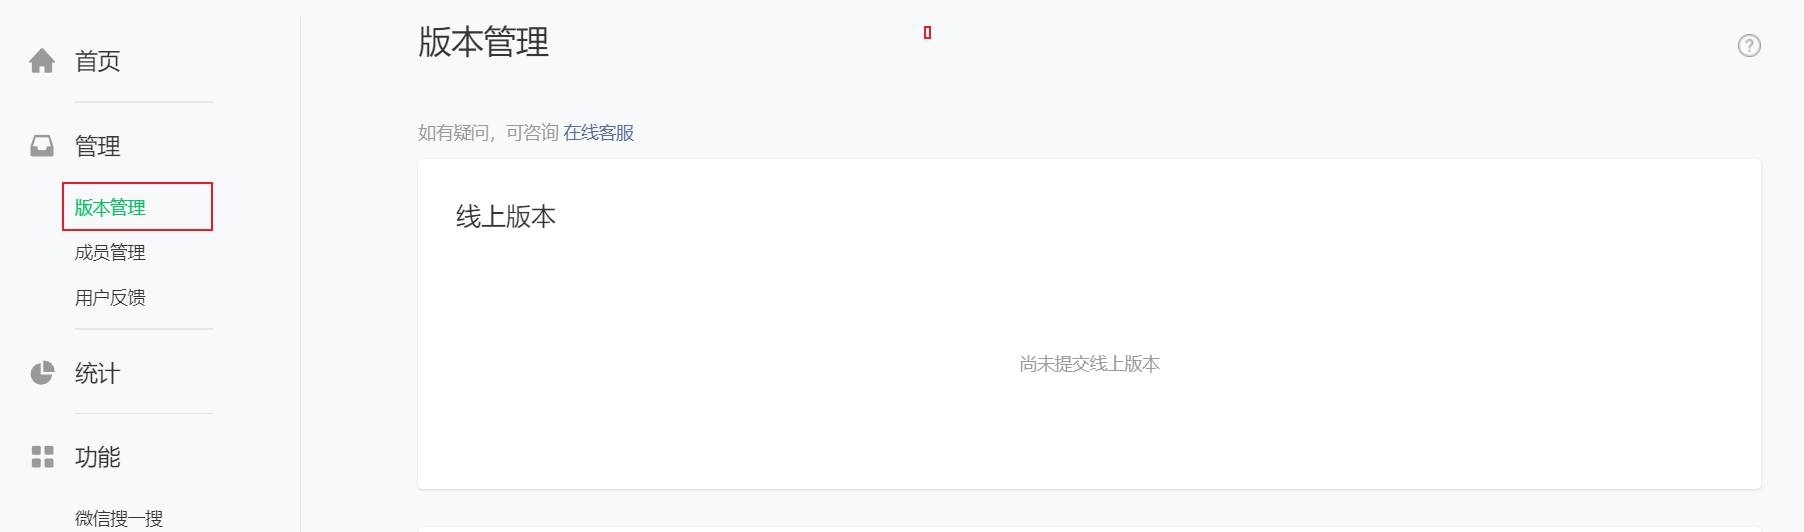 首页
管理
版本管理
成员管理
用户反馈
统计
功能
微信搜一搜
版本管理
如有疑问，可咨询 在线客服
线上版本
尚未提交线上版本